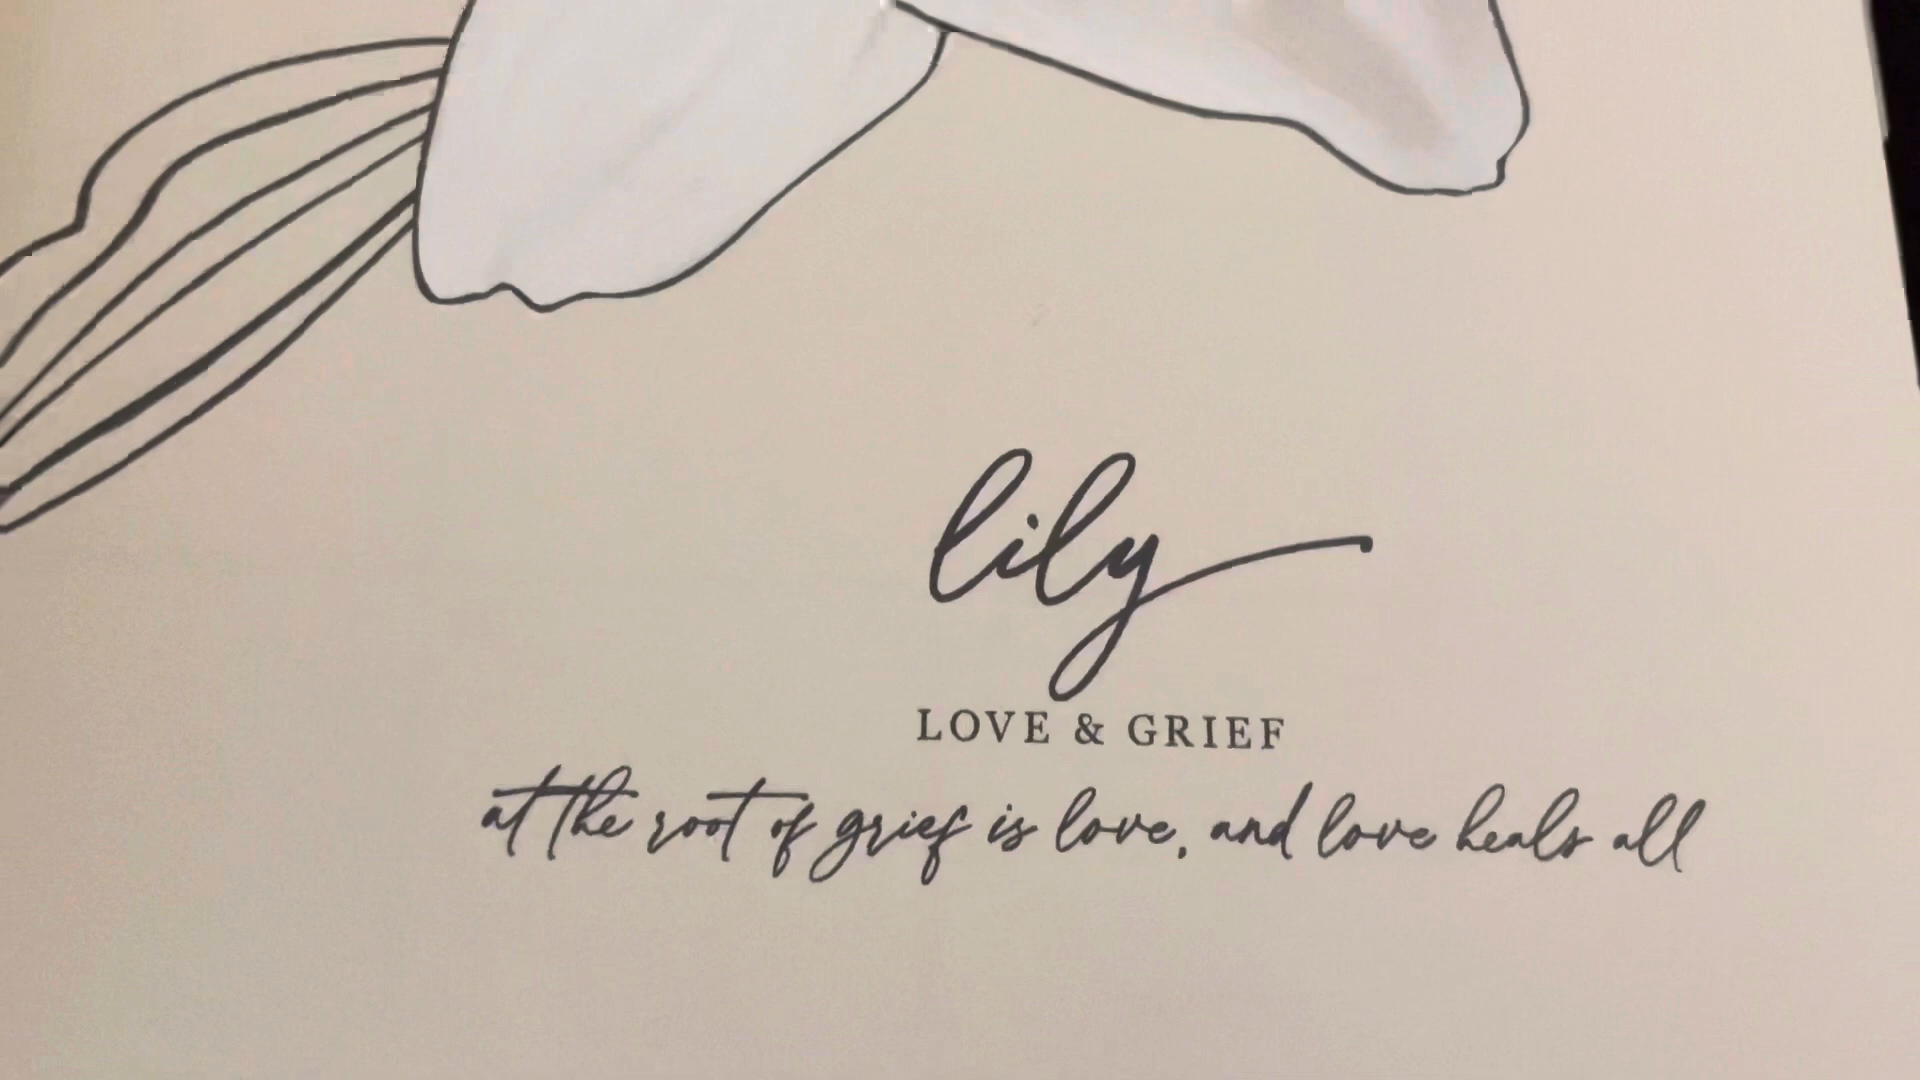 lily
LOVE & GRIEF
at the root of grief is love, and love heals all